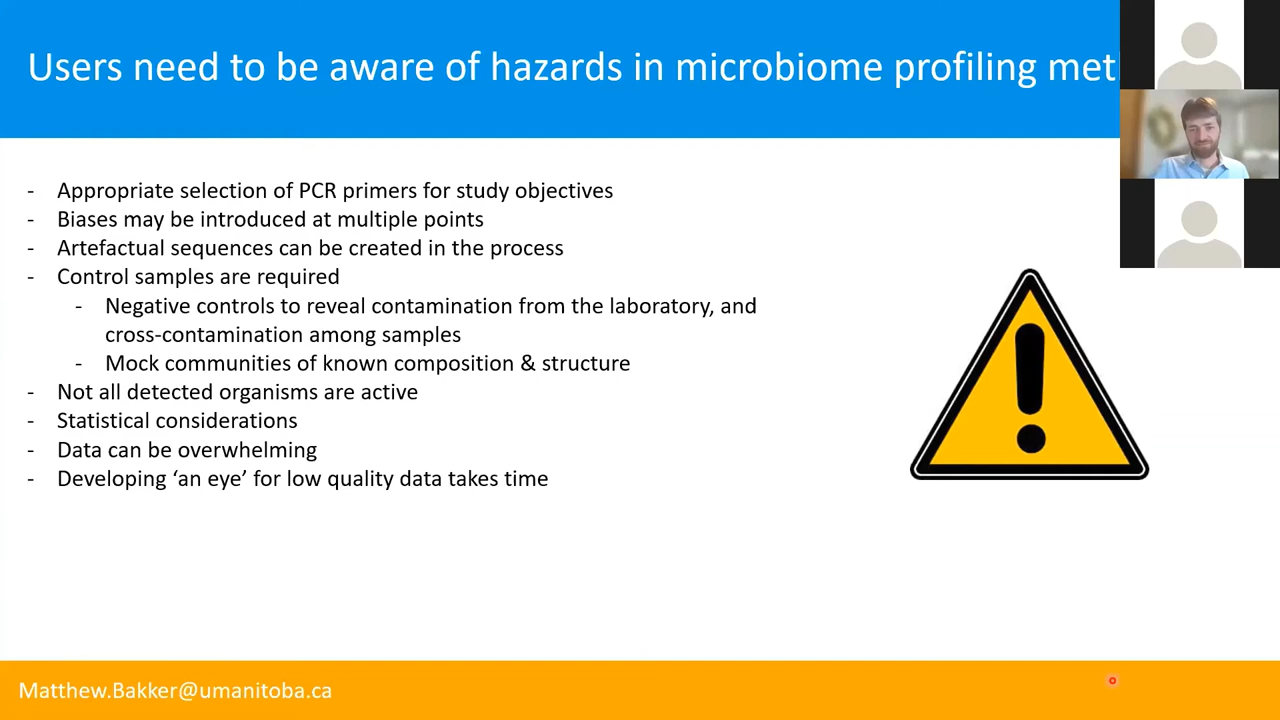 Users need to be aware of hazards in microbiome profiling
- Appropriate selection of PCR primers for study objectives
- Biases may be introduced at multiple points
- Artefactual sequences can be created in the process
- Control samples are required
- Negative controls to reveal contamination from the laboratory, and
cross-contamination among samples
- Mock communities of known composition & structure
- Not all detected organisms are active
- Statistical considerations
- Data can be overwhelming
- Developing ‘an eye’ for low quality data takes time
Matthew.Bakker@umanitoba.ca